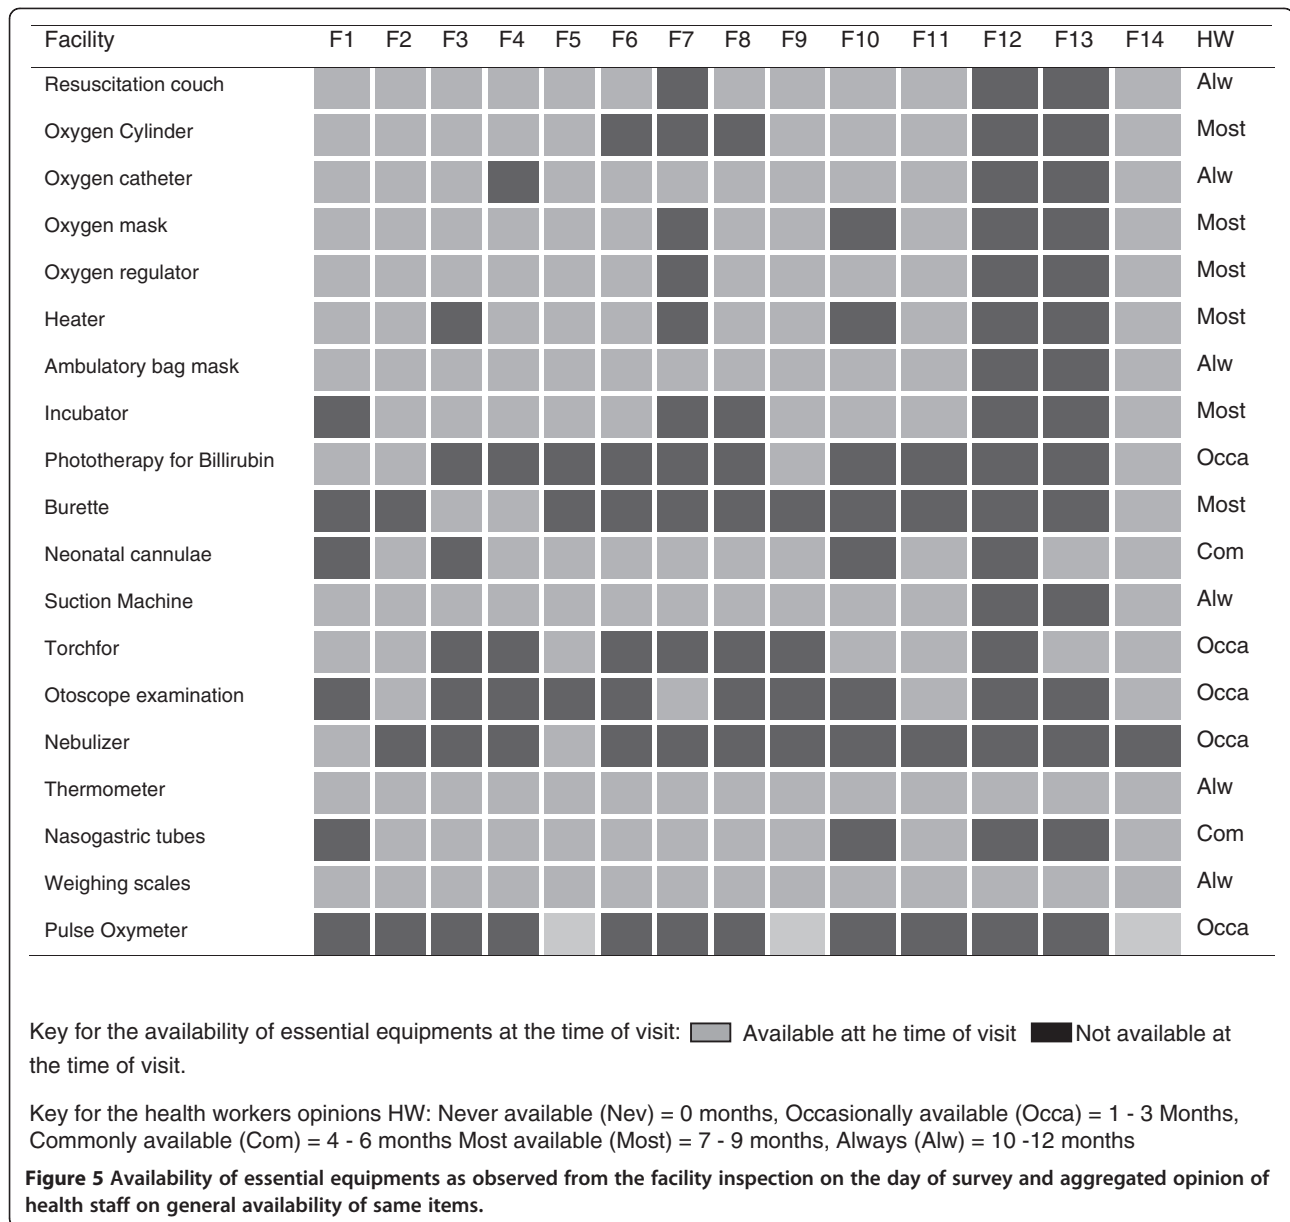 Facility F1 F2 F3 F4 F5 F6 F7 F8 F9 F10 F11 F12 F13 F14 HW
Resuscitation couch Alw
Oxygen Cylinder Most
Oxygen catheter Alw
Oxygen mask Most
Oxygen regulator Most
Heater Most
Ambulatory bag mask Alw
Incubator Most
Phototherapy for Billirubin Occa
Burette Most
Neonatal cannulae Com
Suction Machine Alw
Torchfor Occa
Otoscope examination Occa
Nebulizer Occa
Thermometer Alw
Nasogastric tubes Com
Weighing scales Alw
Pulse Oxymeter Occa
Key for the availability of essential equipments at the time of visit: Available att he time of visit Not available at
the time of visit.
Key for the health workers opinions HW: Never available (Nev) = 0 months, Occasionally available (Occa) = 1 - 3 Months,
Commonly available (Com) = 4 - 6 months Most available (Most) = 7 - 9 months, Always (Alw) = 10 -12 months
Figure 5 Availability of essential equipments as observed from the facility inspection on the day of survey and aggregated opinion of
health staff on general availability of same items.